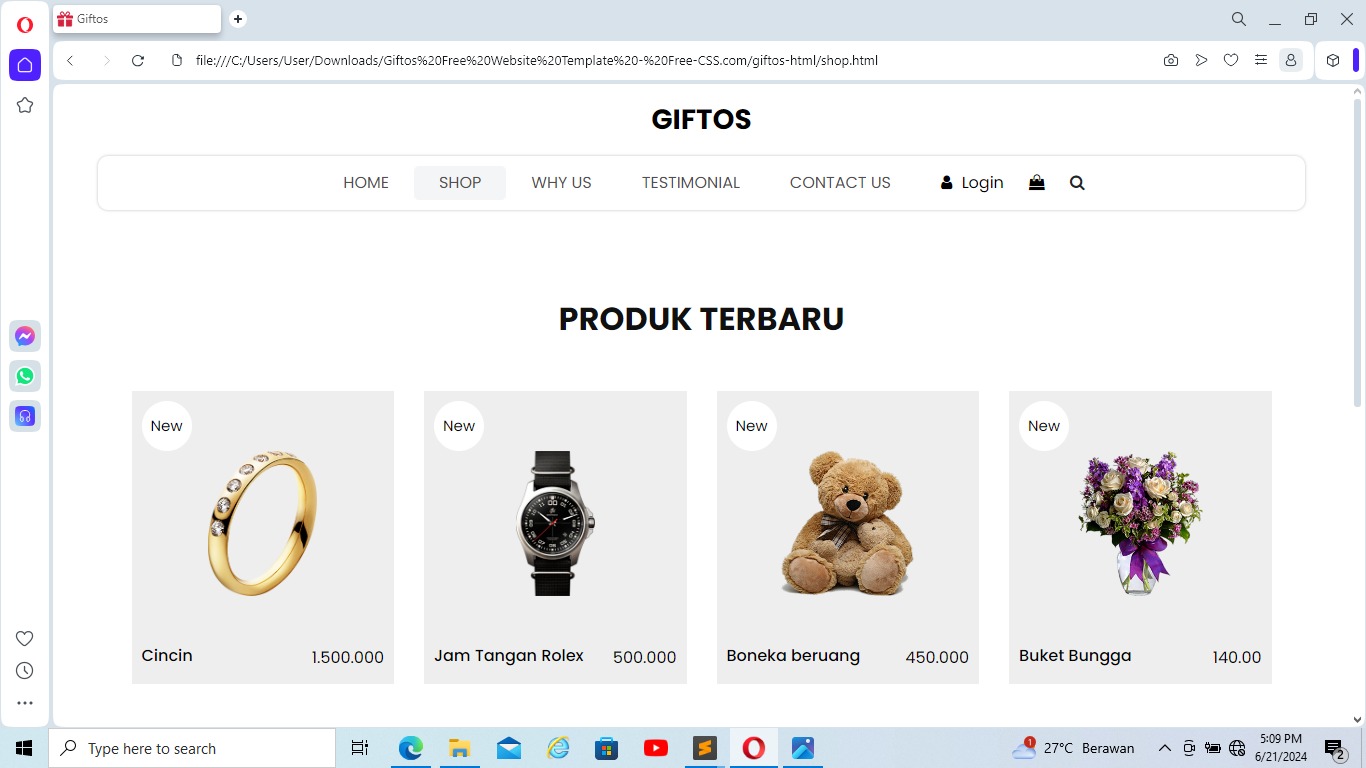 Giftos
file:///C:/Users/User/Downloads/Giftos%20Free%20Website%20Template%20-%20Free-CSS.com/giftos-html/shop.html
GIFTOS
HOME SHOP WHY US TESTIMONIAL CONTACT US Login
PRODUK TERBARU
New New New New
Cincin 1.500.000 Jam Tangan Rolex 500.000 Boneka beruang 450.000 Buket Bungga 140.00
Type here to search
1
27°C Berawan
5:09 PM
6/21/2024
2